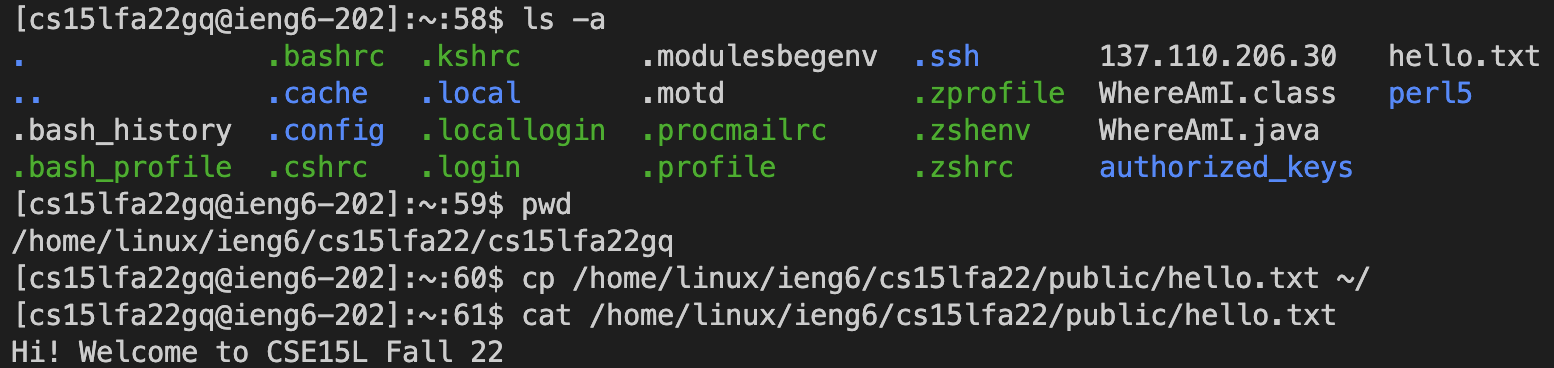 [cs15lfa22gq@ieng6-202]:~:58$ ls -a
. .bashrc .kshrc .modulesbegenv .ssh 137.110.206.30 hello.txt
.. .cache .local .motd .zprofile WhereAmI.class perl5
.bash_history .config .locallogin .procmailrc .zshenv WhereAmI.java
.bash_profile .cshrc .login .profile .zshrc authorized_keys
[cs15lfa22gq@ieng6-202]:~:59$ pwd
/home/linux/ieng6/cs15lfa22/cs15lfa22gq
[cs15lfa22gq@ieng6-202]:~:60$ cp /home/linux/ieng6/cs15lfa22/public/hello.txt ~/
[cs15lfa22gq@ieng6-202]:~:61$ cat /home/linux/ieng6/cs15lfa22/public/hello.txt
Hi! Welcome to CSE15L Fall 22